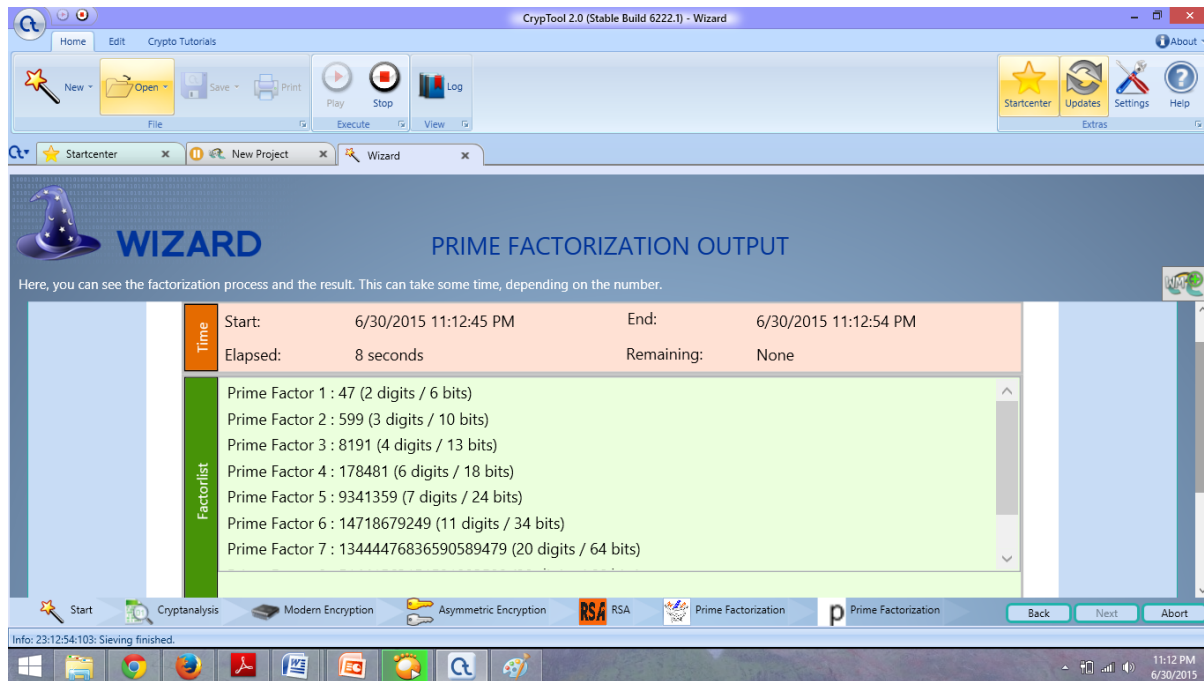 CrypTool 2.0 (Stable Build 6222.1) - Wizard
Home Edit Crypto Tutorials About
New Open Save Print Play Stop Log Startcenter Updates Settings Help
File Execute View Extras
Startcenter New Project Wizard
WIZARD PRIME FACTORIZATION OUTPUT
Here, you can see the factorization process and the result. This can take some time, depending on the number.
Time
Start: 6/30/2015 11:12:45 PM End: 6/30/2015 11:12:54 PM
Elapsed: 8 seconds Remaining: None
Factorlist
Prime Factor 1 : 47 (2 digits / 6 bits)
Prime Factor 2 : 599 (3 digits / 10 bits)
Prime Factor 3 : 8191 (4 digits / 13 bits)
Prime Factor 4 : 178481 (6 digits / 18 bits)
Prime Factor 5 : 9341359 (7 digits / 24 bits)
Prime Factor 6 : 14718679249 (11 digits / 34 bits)
Prime Factor 7 : 13444476836590589479 (20 digits / 64 bits)
Start Cryptanalysis Modern Encryption Asymmetric Encryption RSA RSA Prime Factorization p Prime Factorization Back Next Abort
Info: 23:12:54:103: Sieving finished.
11:12 PM
6/30/2015